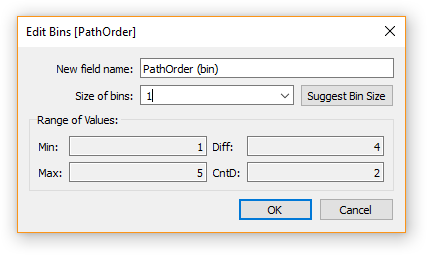 Edit Bins [PathOrder]
New field name: PathOrder (bin)
Size of bins: 1 Suggest Bin Size
Range of Values:
Min: 1 Diff: 4
Max: 5 CntD: 2
OK Cancel